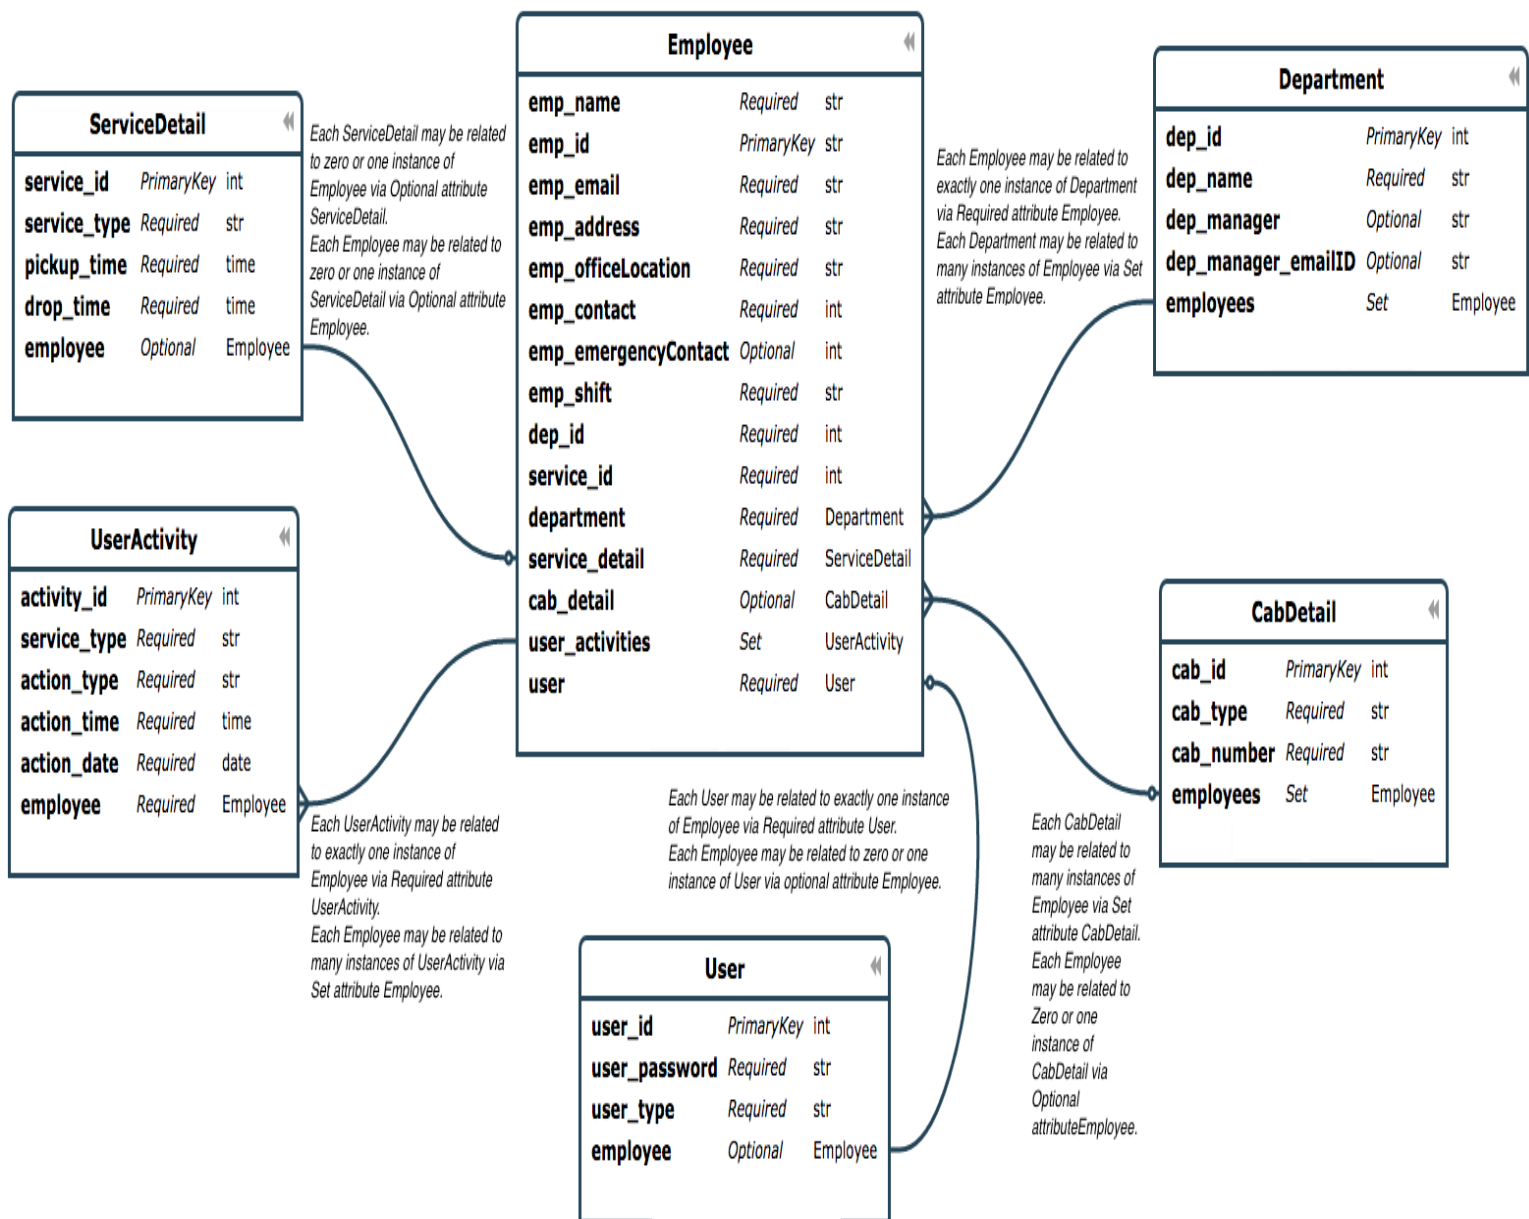 ServiceDetail
service_id PrimaryKey int
service_type Required str
pickup_time Required time
drop_time Required time
employee Optional Employee
Each ServiceDetail may be related
to zero or one instance of
Employee via Optional attribute
ServiceDetail.
Each Employee may be related to
zero or one instance of
ServiceDetail via Optional attribute
Employee.
Employee
emp_name Required str
emp_id PrimaryKey str
emp_email Required str
emp_address Required str
emp_officeLocation Required str
emp_contact Required int
emp_emergencyContact Optional int
emp_shift Required str
dep_id Required int
service_id Required int
department Required Department
service_detail Required ServiceDetail
cab_detail Optional CabDetail
user_activities Set UserActivity
user Required User
Each Employee may be related to
exactly one instance of Department
via Required attribute Employee.
Each Department may be related to
many instances of Employee via Set
attribute Employee.
Department
dep_id PrimaryKey int
dep_name Required str
dep_manager Optional str
dep_manager_emailID Optional str
employees Set Employee
UserActivity
activity_id PrimaryKey int
service_type Required str
action_type Required str
action_time Required time
action_date Required date
employee Required Employee
Each UserActivity may be related
to exactly one instance of
Employee via Required attribute
UserActivity.
Each Employee may be related to
many instances of UserActivity via
Set attribute Employee.
Each User may be related to exactly one instance
of Employee via Required attribute User.
Each Employee may be related to zero or one
instance of User via optional attribute Employee.
CabDetail
cab_id PrimaryKey int
cab_type Required str
cab_number Required str
employees Set Employee
Each CabDetail
may be related to
many instances of
Employee via Set
attribute CabDetail.
Each Employee
may be related to
Zero or one
instance of
CabDetail via
Optional
attributeEmployee.
User
user_id PrimaryKey int
user_password Required str
user_type Required str
employee Optional Employee